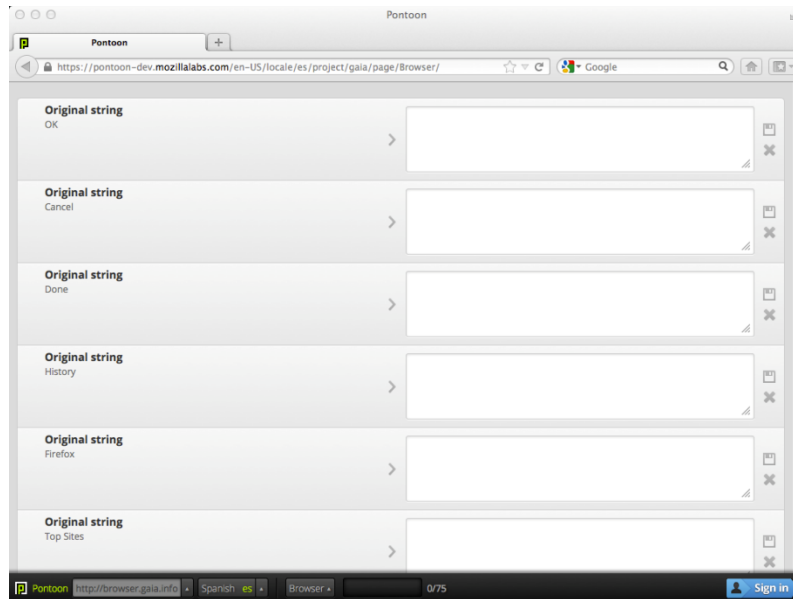 Pontoon
Pontoon
https://pontoon-dev.mozillalabs.com/en-US/locale/es/project/gaia/page/Browser/
Google
Original string
OK
Original string
Cancel
Original string
Done
Original string
History
Original string
Firefox
Original string
Top Sites
Pontoon http://browser.gaia.info Spanish es Browser 0/75 Sign in